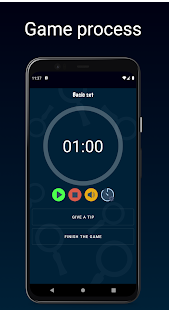 Game process
11:37
Basic set
01:00
GIVE A TIP
FINISH THE GAME